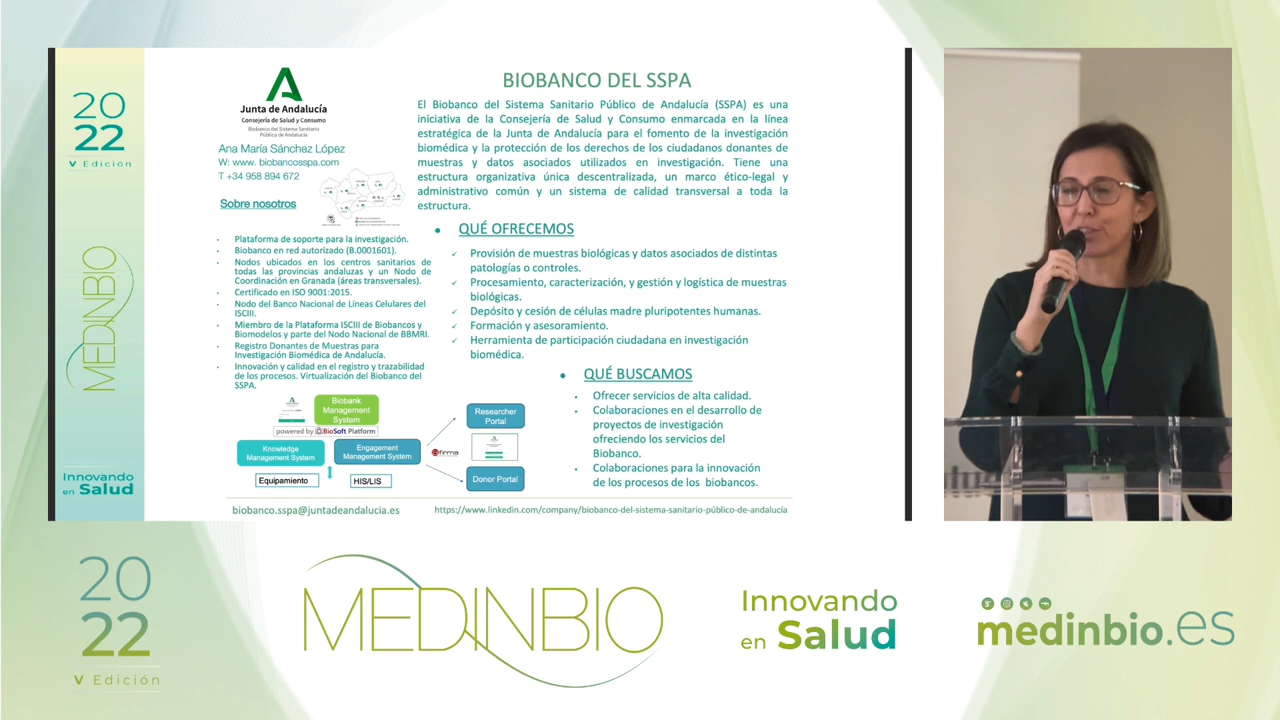 20
22
V Edición
MEDINBIO
Innovando
en Salud
Junta de Andalucía
Consejería de Salud y Consumo
Biobanco del Sistema Sanitario
Público de Andalucía
Ana María Sánchez López
W: www. biobancosspa.com
T +34 958 894 672
Sobre nosotros
• Plataforma de soporte para la investigación.
• Biobanco en red autorizado (B.0001601).
• Nodos ubicados en los centros sanitarios de
todas las provincias andaluzas y un Nodo de
Coordinación en Granada (áreas transversales).
• Certificado en ISO 9001:2015.
• Nodo del Banco Nacional de Líneas Celulares del
ISCIII.
• Miembro de la Plataforma ISCIII de Biobancos y
Biomodelos y parte del Nodo Nacional de BBMRI.
• Registro Donantes de Muestras para
Investigación Biomédica de Andalucía.
• Innovación y calidad en el registro y trazabilidad
de los procesos. Virtualización del Biobanco del
SSPA.
Biobank
Management
System
powered by BioSoft Platform
Knowledge
Management System
Engagement
Management System
Equipamiento
HIS/LIS
Researcher
Portal
firma
Donor Portal
BIOBANCO DEL SSPA
El Biobanco del Sistema Sanitario Público de Andalucía (SSPA) es una
iniciativa de la Consejería de Salud y Consumo enmarcada en la línea
estratégica de la Junta de Andalucía para el fomento de la investigación
biomédica y la protección de los derechos de los ciudadanos donantes de
muestras y datos asociados utilizados en investigación. Tiene una
estructura organizativa única descentralizada, un marco ético-legal y
administrativo común y un sistema de calidad transversal a toda la
estructura.
• QUÉ OFRECEMOS
✓ Provisión de muestras biológicas y datos asociados de distintas
patologías o controles.
✓ Procesamiento, caracterización, y gestión y logística de muestras
biológicas.
✓ Depósito y cesión de células madre pluripotentes humanas.
✓ Formación y asesoramiento.
✓ Herramienta de participación ciudadana en investigación
biomédica.
• QUÉ BUSCAMOS
• Ofrecer servicios de alta calidad.
• Colaboraciones en el desarrollo de
proyectos de investigación
ofreciendo los servicios del
Biobanco.
• Colaboraciones para la innovación
de los procesos de los biobancos.
biobanco.sspa@juntadeandalucia.es
https://www.linkedin.com/company/biobanco-del-sistema-sanitario-público-de-andalucía
20
22
V Edición
MEDINBIO
Innovando
en Salud
medinbio.es